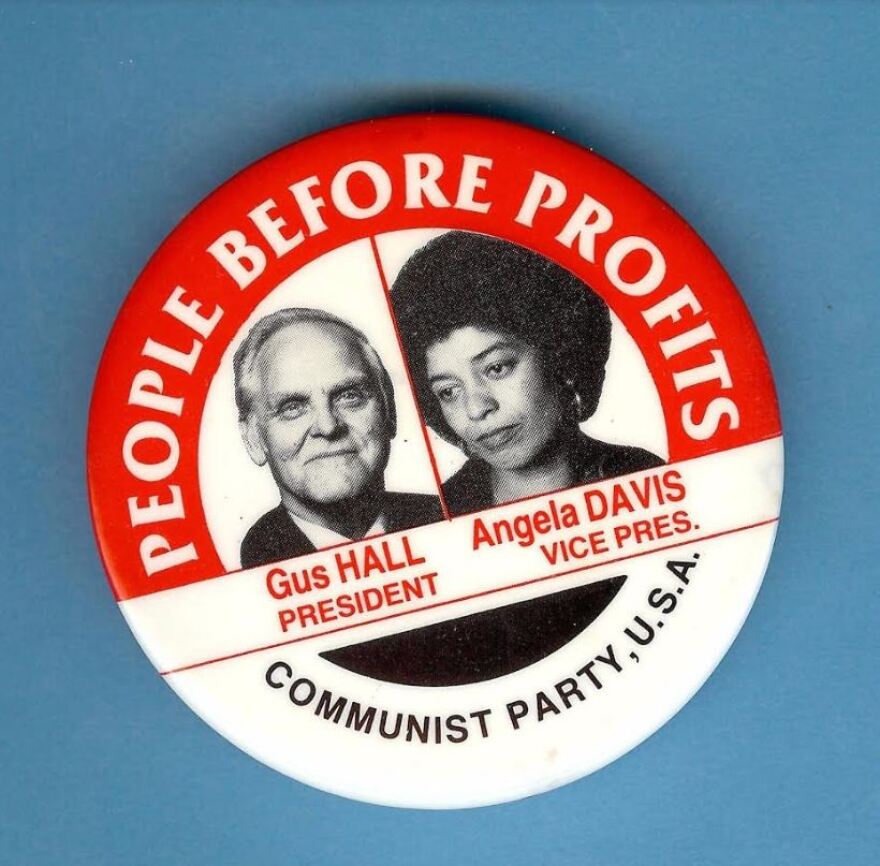 PEOPLE BEFORE PROFITS
Gus HALL
PRESIDENT
Angela DAVIS
VICE PRES.
COMMUNIST PARTY, U.S.A.